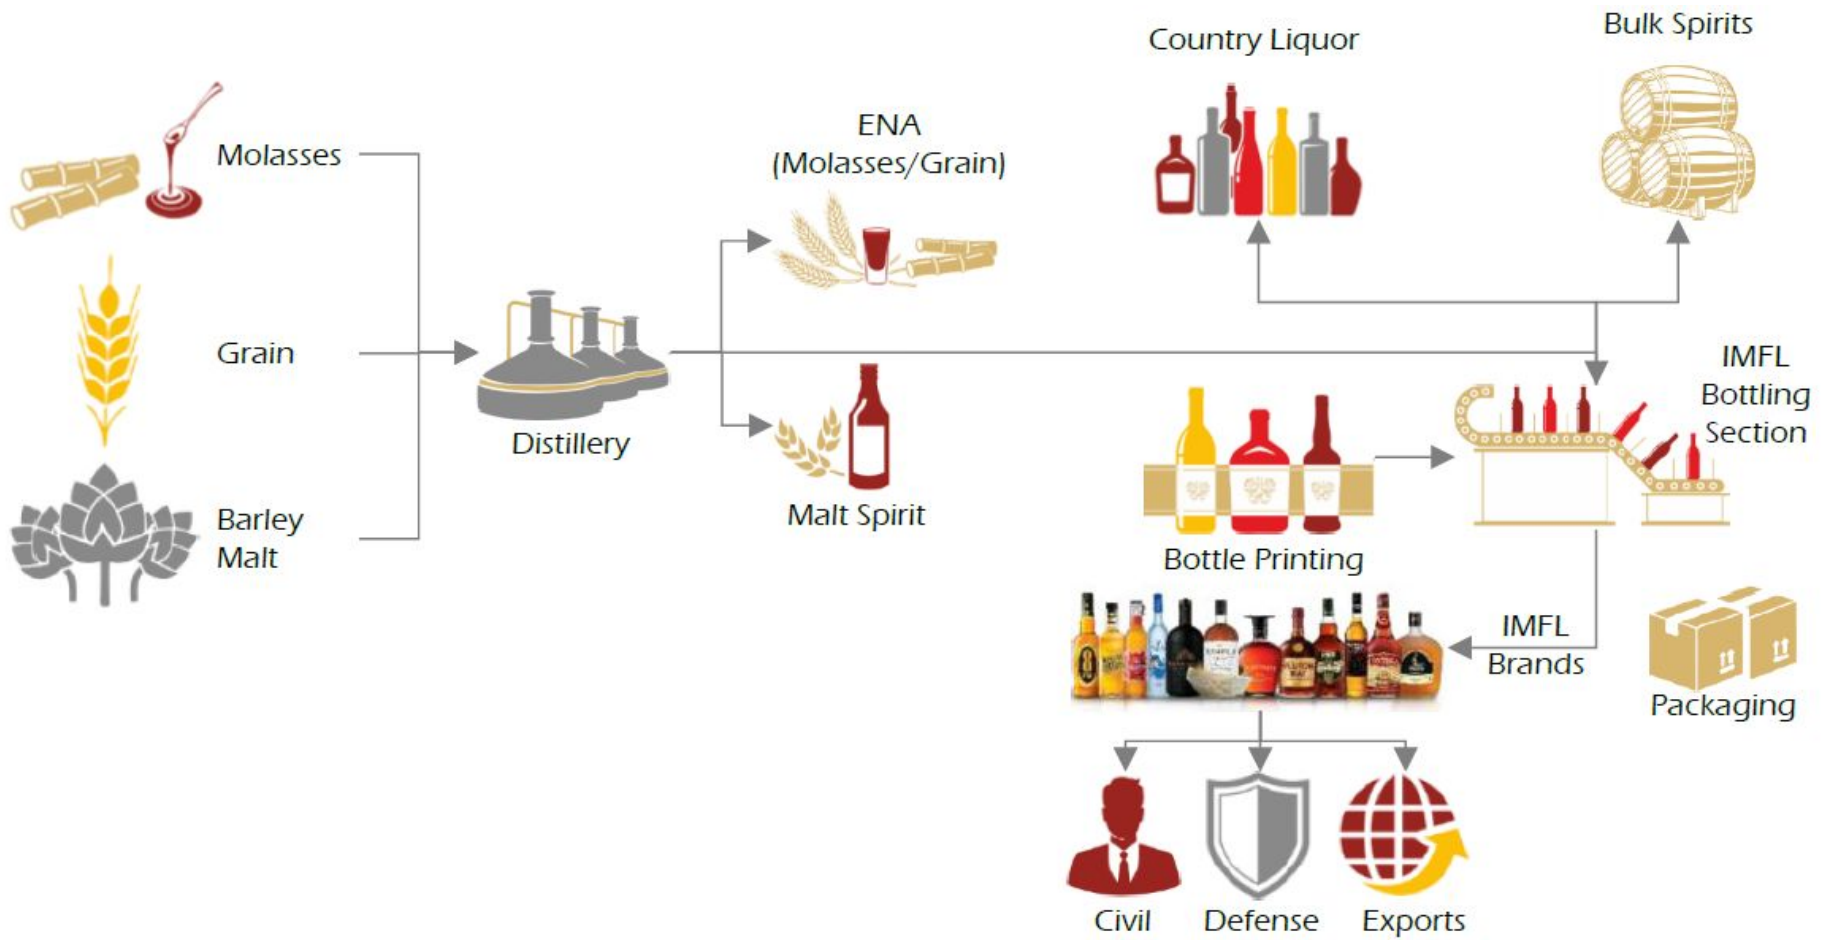 Country Liquor
Bulk Spirits
Molasses
ENA
(Molasses/Grain)
Grain
Distillery
IMFL
Bottling
Section
Malt Spirit
Barley
Malt
Bottle Printing
IMFL
Brands
Packaging
Civil
Defense
Exports